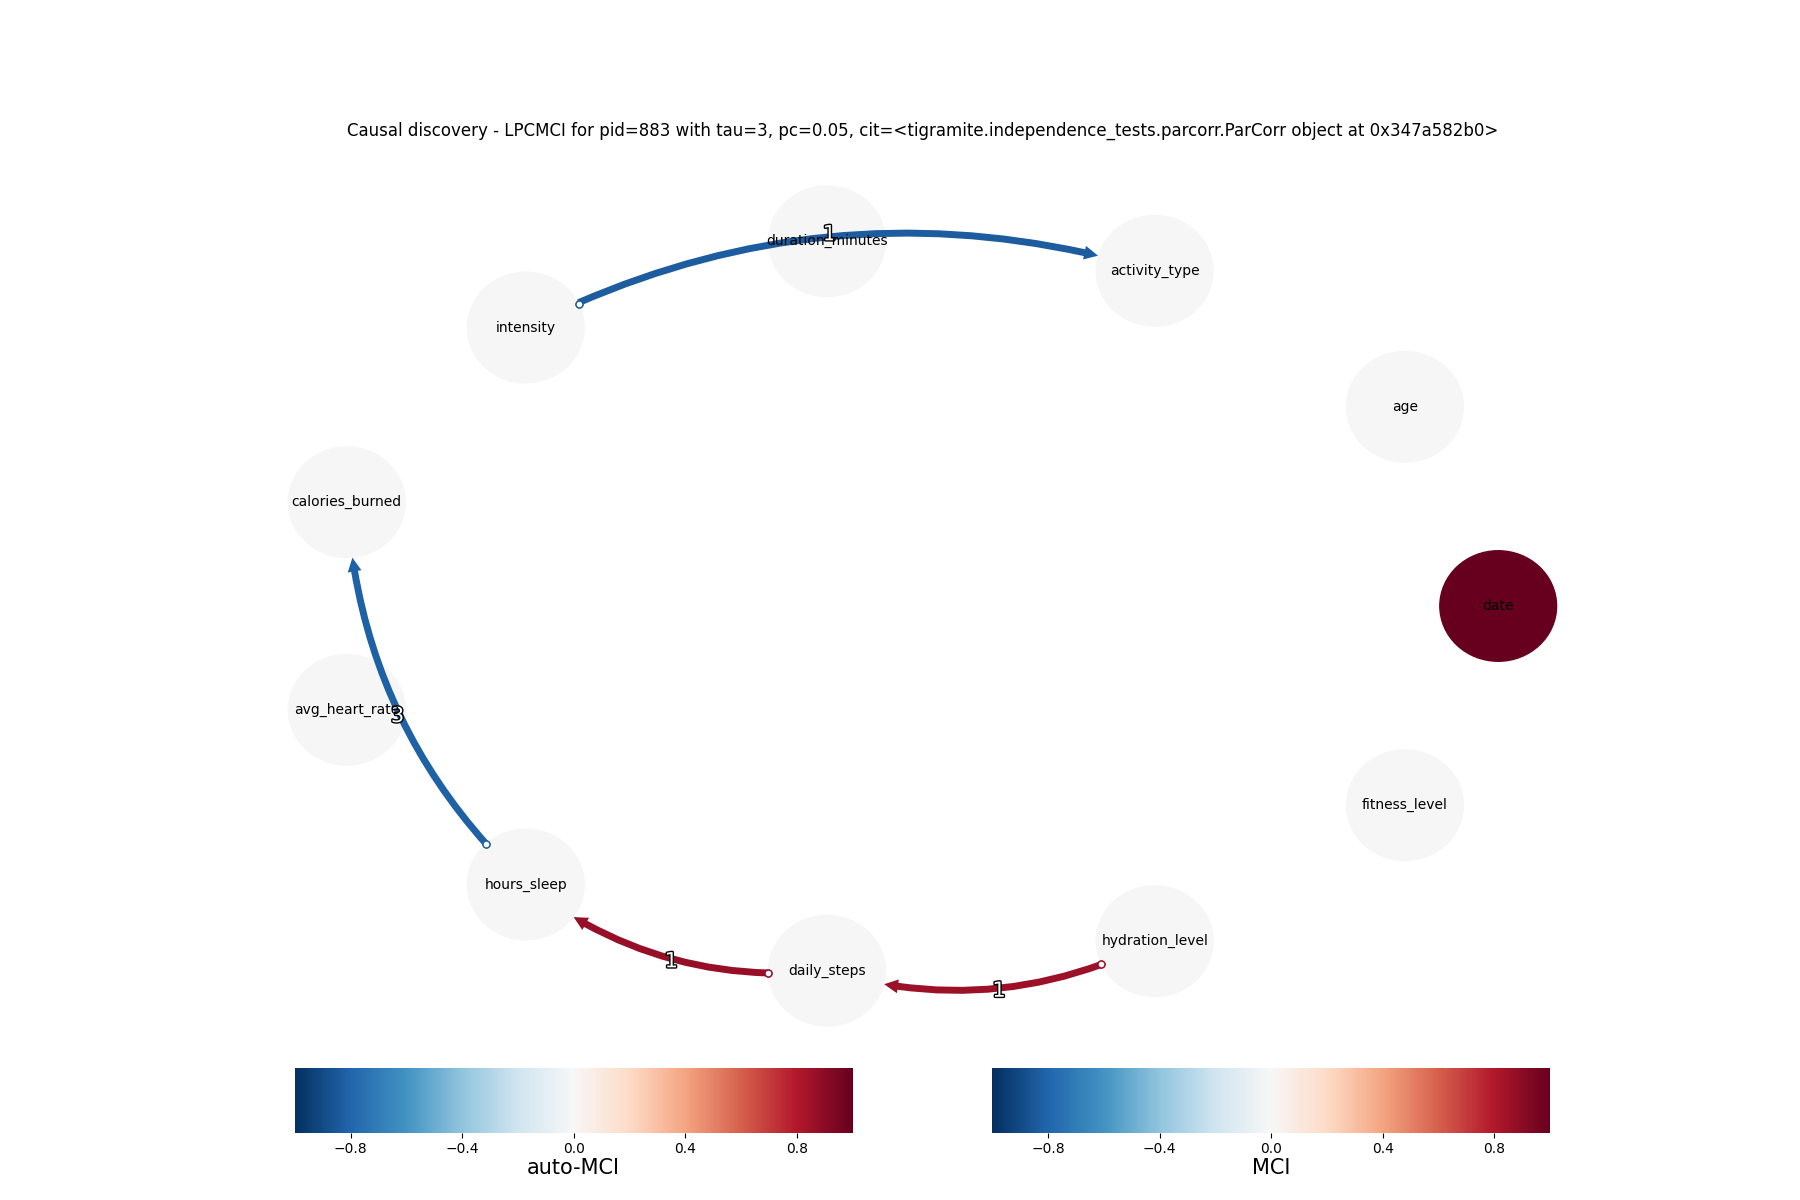 Causal discovery - LPCMCI for pid=883 with tau=3, pc=0.05, cit=<tigramite.independence_tests.parcorr.ParCorr object at 0x347a582b0>
1
duration_minutes
activity_type
intensity
age
calories_burned
date
avg_heart_rate
3
fitness_level
hours_sleep
hydration_level
1
daily_steps
1
−0.8 −0.4 0.0 0.4 0.8
auto-MCI
−0.8 −0.4 0.0 0.4 0.8
MCI